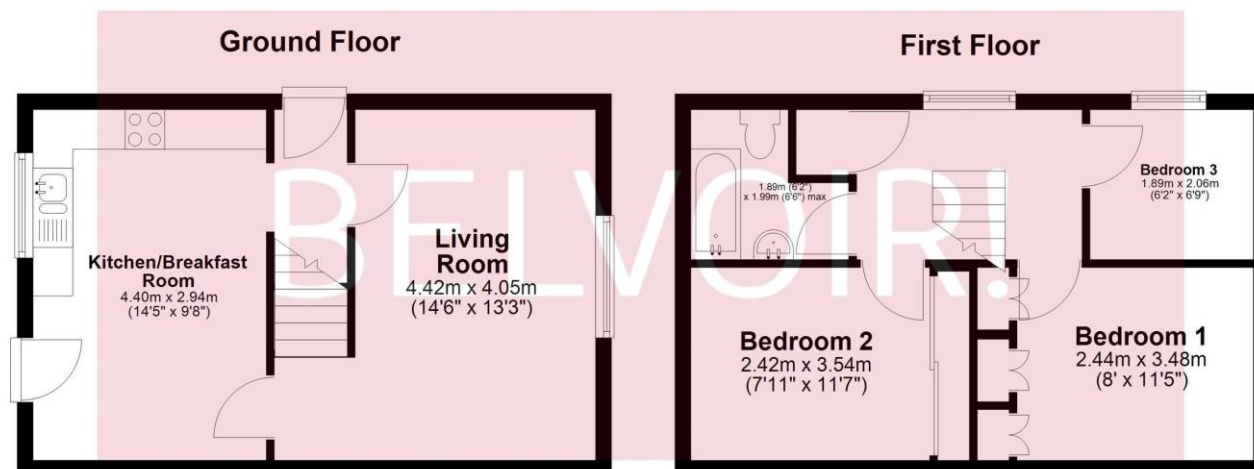 Ground Floor
First Floor
Kitchen/Breakfast
Room
4.40m x 2.94m
(14'5" x 9'8")
Living
Room
4.42m x 4.05m
(14'6" x 13'3")
1.89m (6'2")
x 1.99m (6'6") max
Bedroom 3
1.89m x 2.06m
(6'2" x 6'9")
Bedroom 2
2.42m x 3.54m
(7'11" x 11'7")
Bedroom 1
2.44m x 3.48m
(8' x 11'5")
BELVOIR!